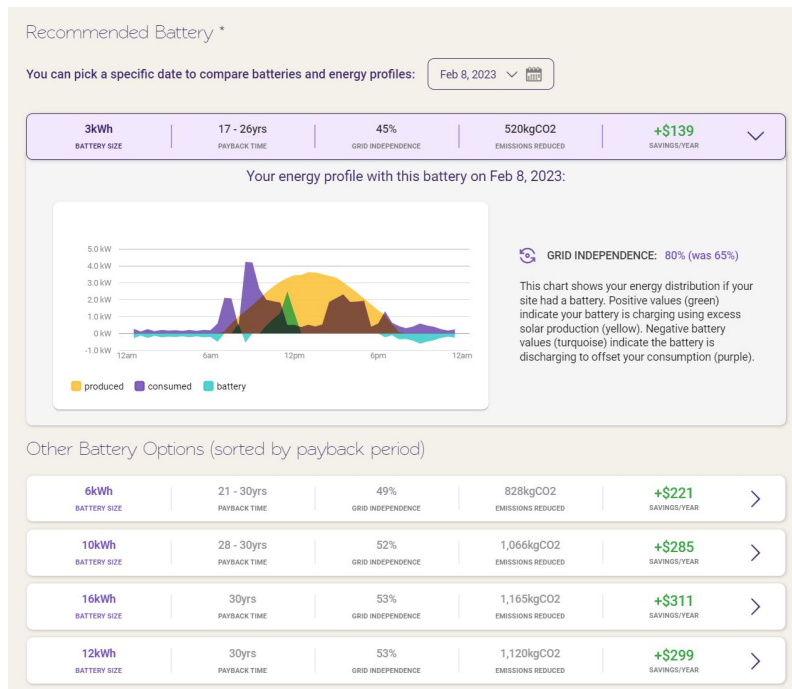 Recommended Battery *
You can pick a specific date to compare batteries and energy profiles:
Feb 8, 2023
3kWh
BATTERY SIZE
17 - 26yrs
PAYBACK TIME
45%
GRID INDEPENDENCE
520kgCO2
EMISSIONS REDUCED
+$139
SAVINGS/YEAR
Your energy profile with this battery on Feb 8, 2023:
5.0 kW
4.0 kW
3.0 kW
2.0 kW
1.0 kW
0 kW
-1.0 kW
12am
6am
12pm
6pm
12am
produced
consumed
battery
GRID INDEPENDENCE: 80% (was 65%)
This chart shows your energy distribution if your
site had a battery. Positive values (green)
indicate your battery is charging using excess
solar production (yellow). Negative battery
values (turquoise) indicate the battery is
discharging to offset your consumption (purple).
Other Battery Options (sorted by payback period)
6kWh
BATTERY SIZE
21 - 30yrs
PAYBACK TIME
49%
GRID INDEPENDENCE
828kgCO2
EMISSIONS REDUCED
+$221
SAVINGS/YEAR
10kWh
BATTERY SIZE
28 - 30yrs
PAYBACK TIME
52%
GRID INDEPENDENCE
1,066kgCO2
EMISSIONS REDUCED
+$285
SAVINGS/YEAR
16kWh
BATTERY SIZE
30yrs
PAYBACK TIME
53%
GRID INDEPENDENCE
1,165kgCO2
EMISSIONS REDUCED
+$311
SAVINGS/YEAR
12kWh
BATTERY SIZE
30yrs
PAYBACK TIME
53%
GRID INDEPENDENCE
1,120kgCO2
EMISSIONS REDUCED
+$299
SAVINGS/YEAR